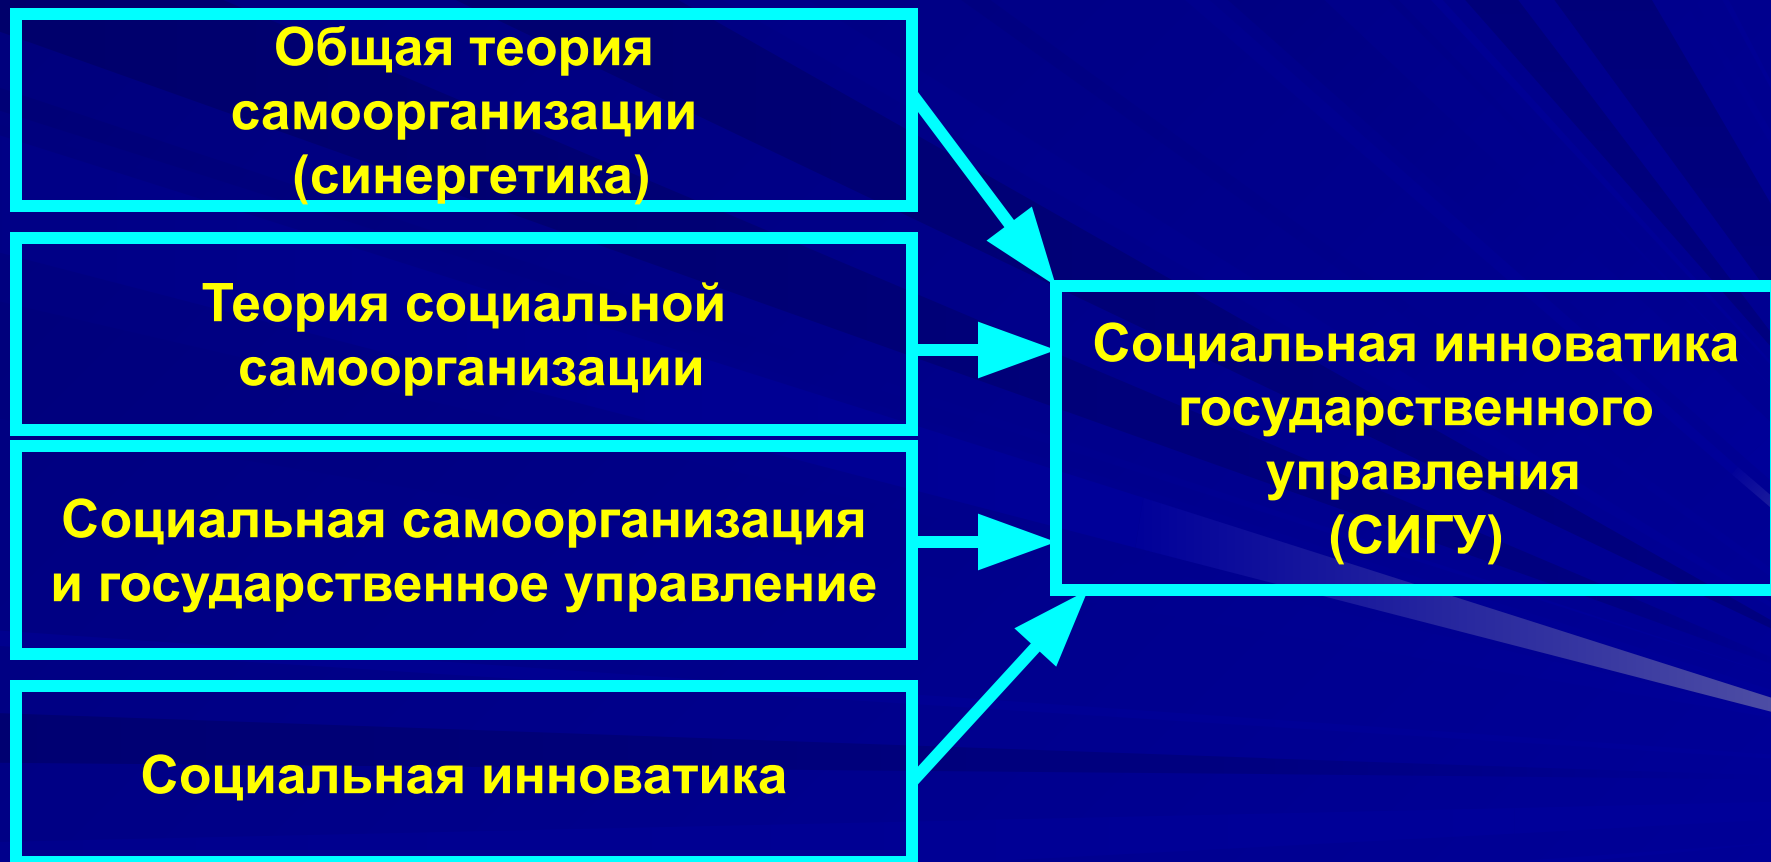 Общая теория
самоорганизации
(синергетика)
Теория социальной
самоорганизации
Социальная самоорганизация
и государственное управление
Социальная инноватика
Социальная инноватика
государственного
управления
(СИГУ)